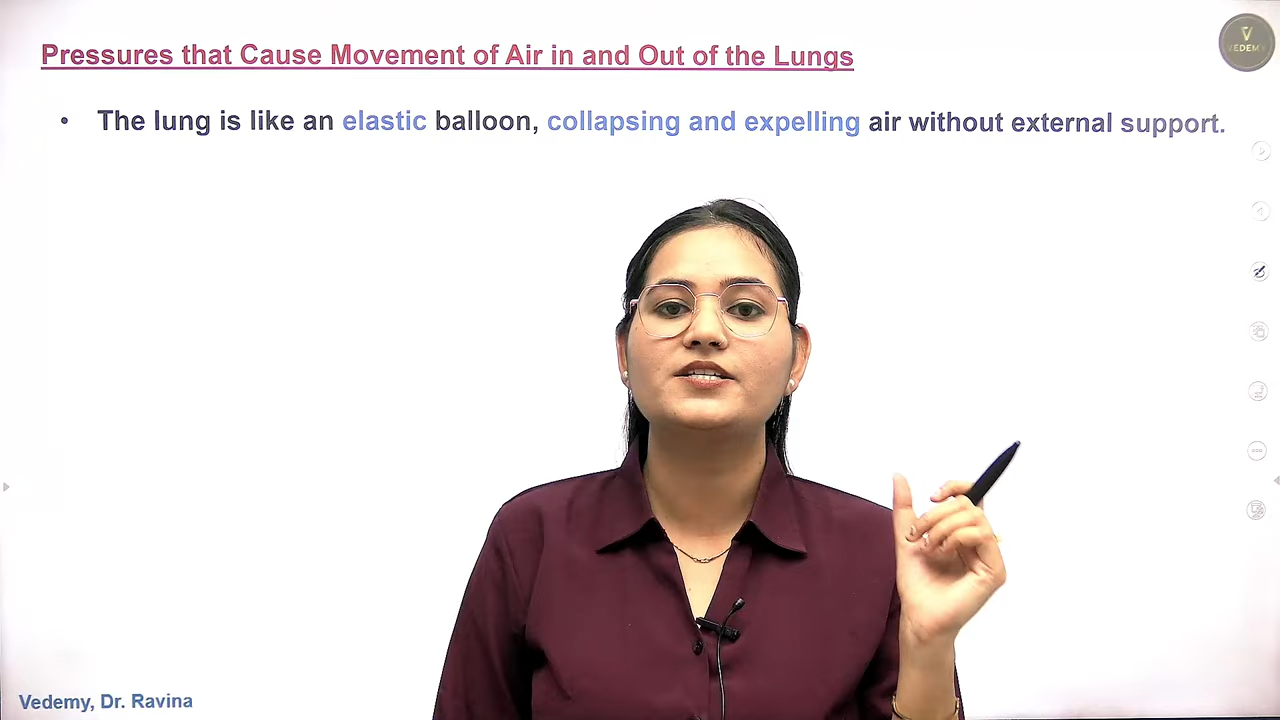 Pressures that Cause Movement of Air in and Out of the Lungs
• The lung is like an elastic balloon, collapsing and expelling air without external support.
VEDEMY
Vedemy, Dr. Ravina